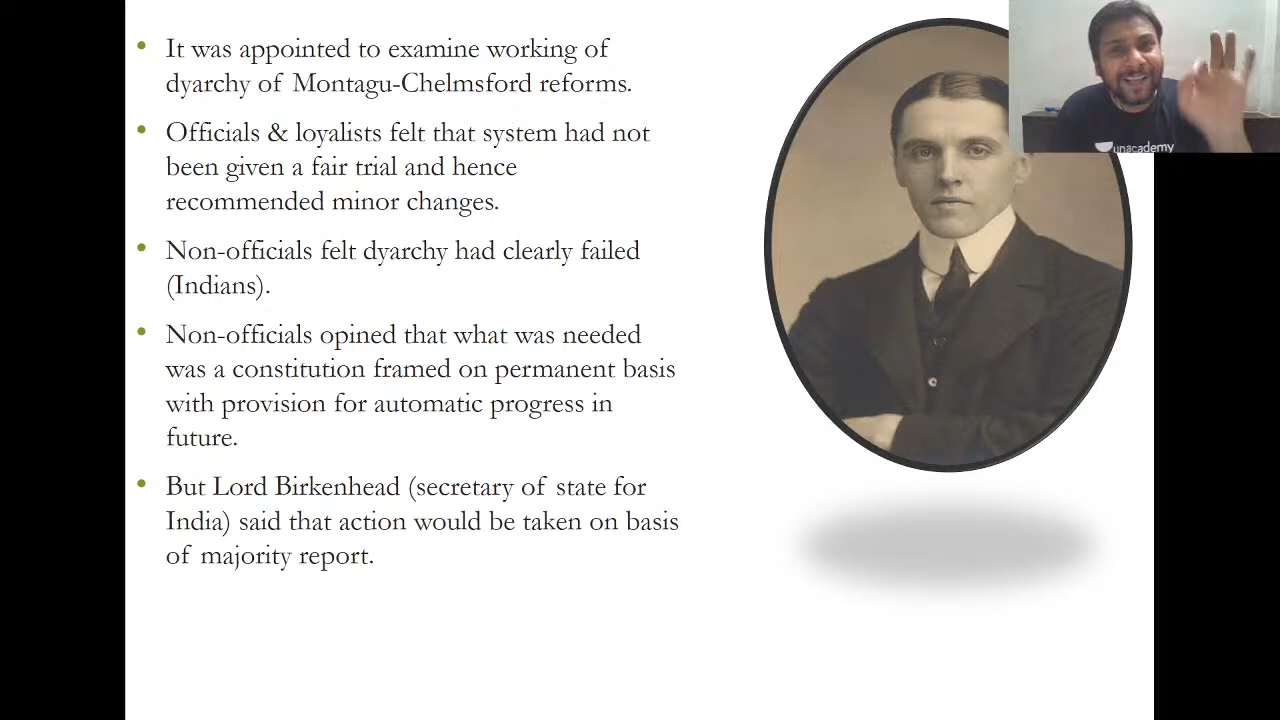 It was appointed to examine working of
dyarchy of Montagu-Chelmsford reforms.
Officials & loyalists felt that system had not
been given a fair trial and hence
recommended minor changes.
Non-officials felt dyarchy had clearly failed
(Indians).
Non-officials opined that what was needed
was a constitution framed on permanent basis
with provision for automatic progress in
future.
But Lord Birkenhead (secretary of state for
India) said that action would be taken on basis
of majority report.
unacademy